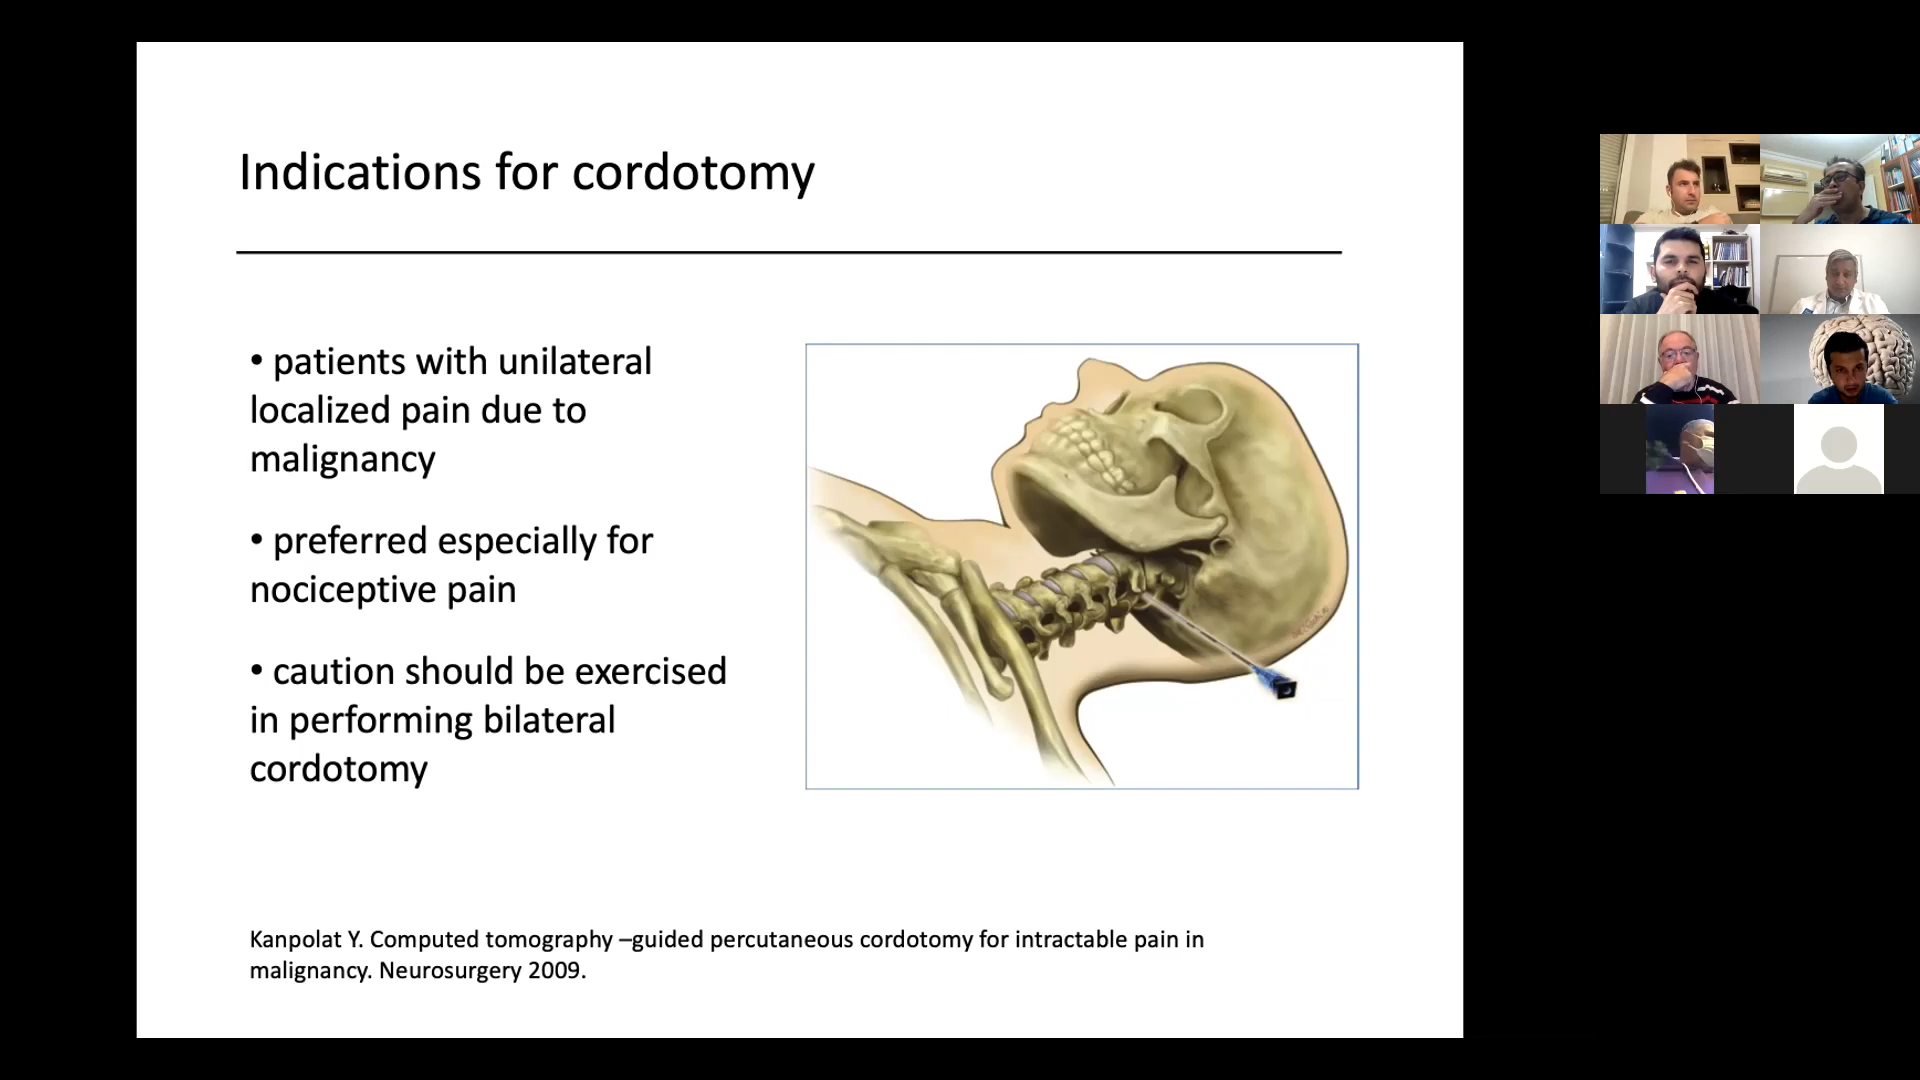 Indications for cordotomy
• patients with unilateral
localized pain due to
malignancy
• preferred especially for
nociceptive pain
• caution should be exercised
in performing bilateral
cordotomy
Kanpolat Y. Computed tomography –guided percutaneous cordotomy for intractable pain in
malignancy. Neurosurgery 2009.